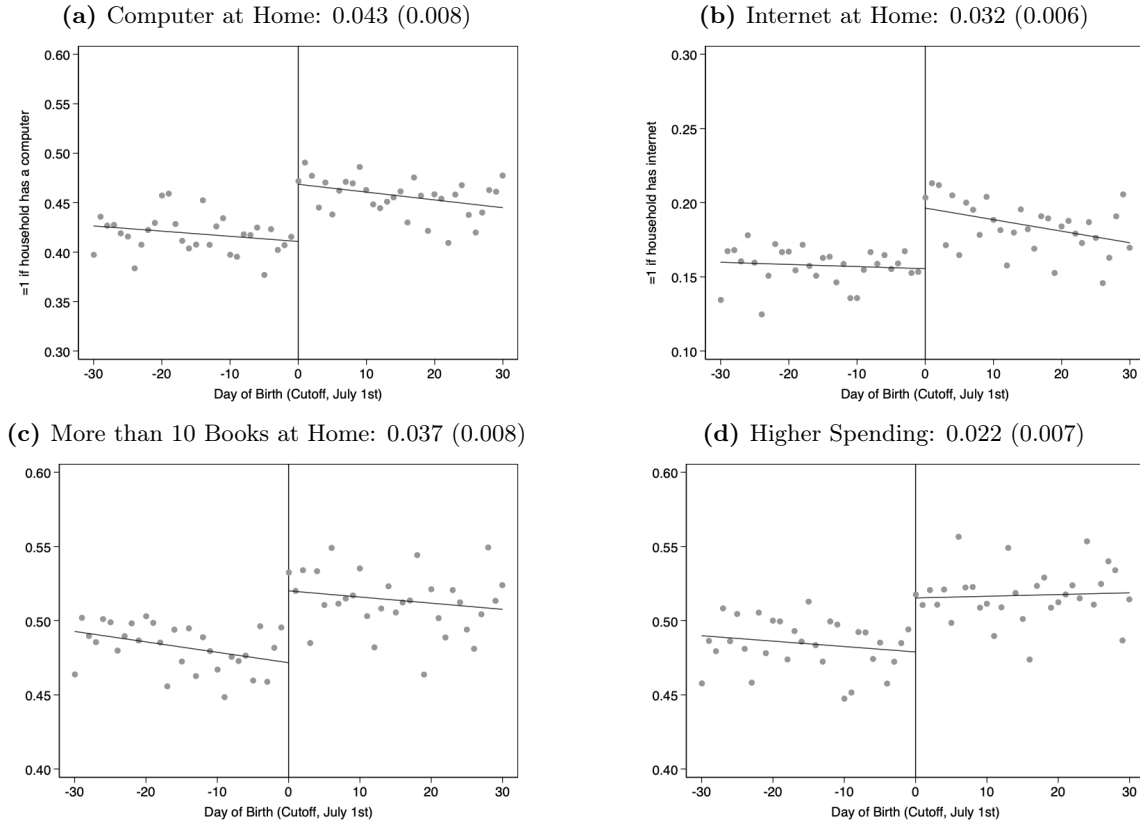 (a) Computer at Home: 0.043 (0.008)
=1 if household has a computer
0.60
0.55
0.50
0.45
0.40
0.35
0.30
-30 -20 -10 0 10 20 30
Day of Birth (Cutoff, July 1st)
(b) Internet at Home: 0.032 (0.006)
=1 if household has internet
0.30
0.25
0.20
0.15
0.10
-30 -20 -10 0 10 20 30
Day of Birth (Cutoff, July 1st)
(c) More than 10 Books at Home: 0.037 (0.008)
0.60
0.55
0.50
0.45
0.40
-30 -20 -10 0 10 20 30
Day of Birth (Cutoff, July 1st)
(d) Higher Spending: 0.022 (0.007)
0.60
0.55
0.50
0.45
0.40
-30 -20 -10 0 10 20 30
Day of Birth (Cutoff, July 1st)